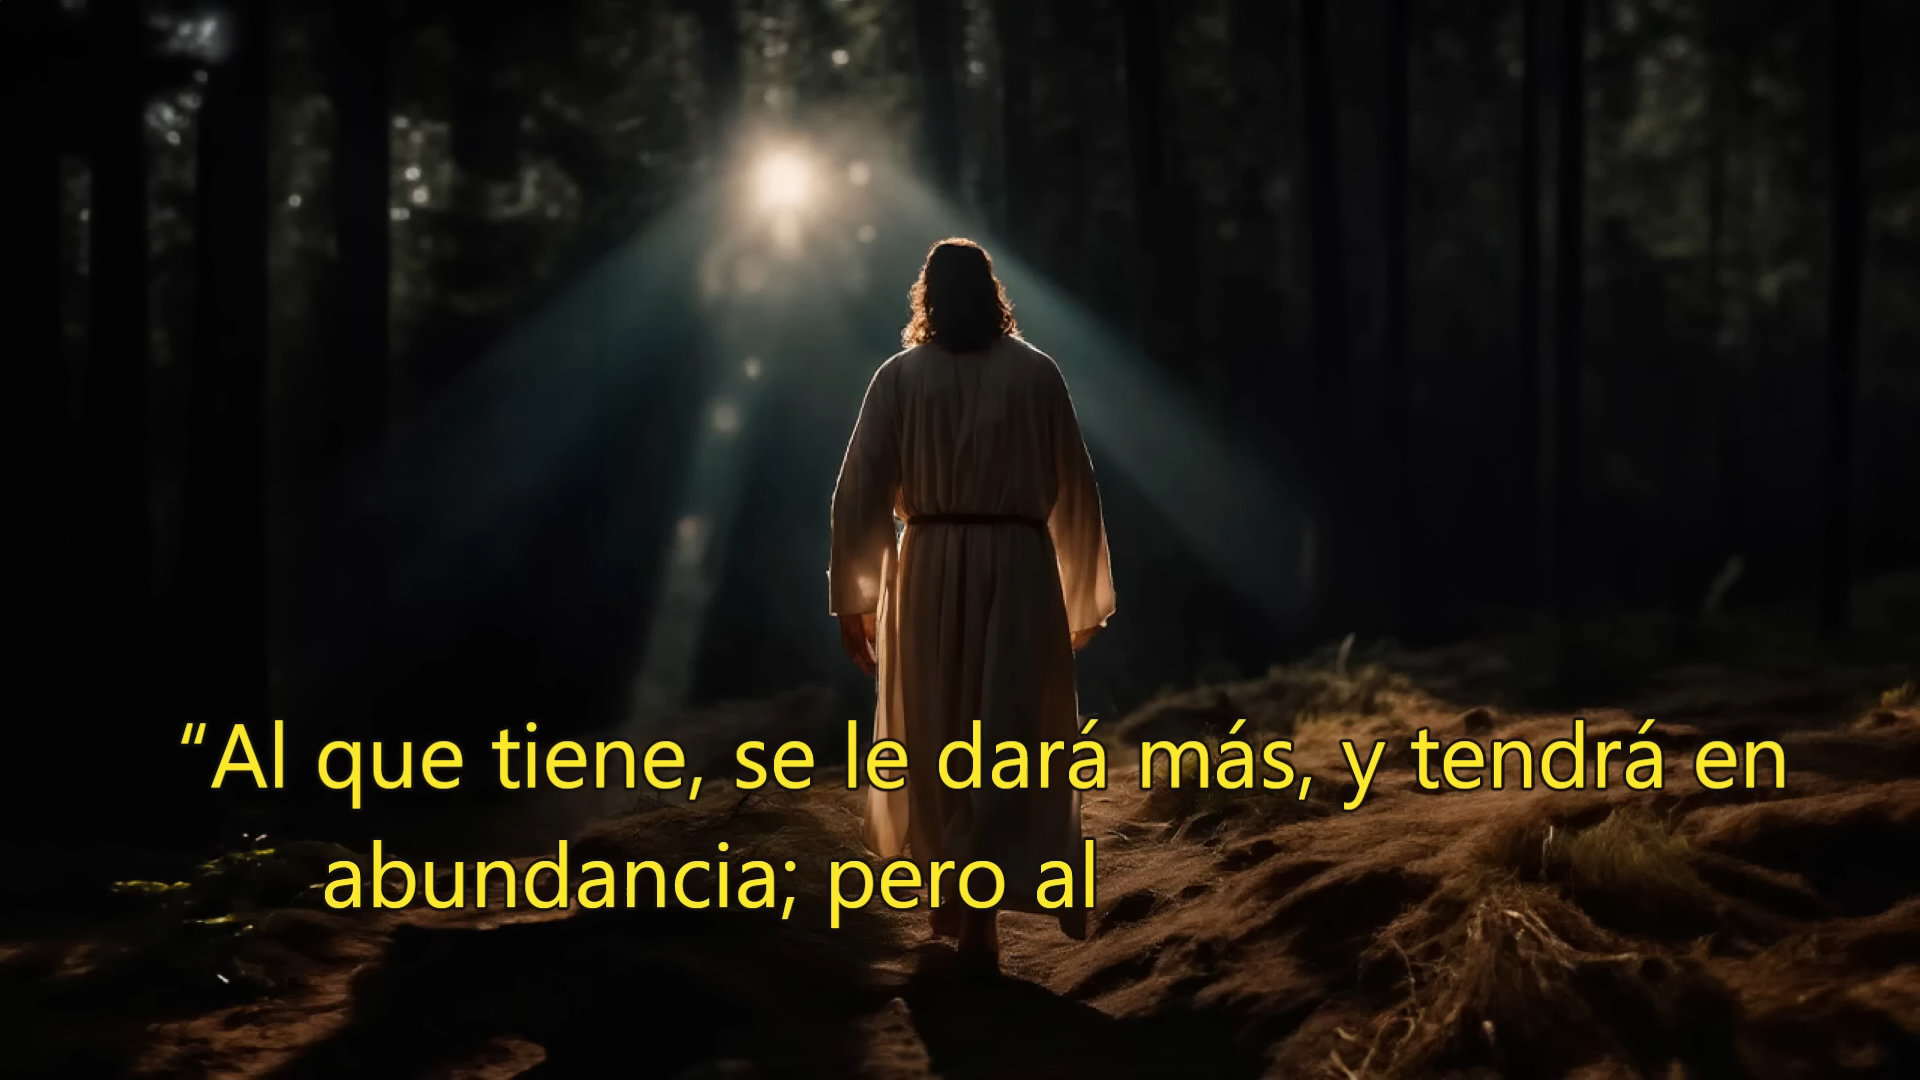 “Al que tiene, se le dará más, y tendrá en
abundancia; pero al